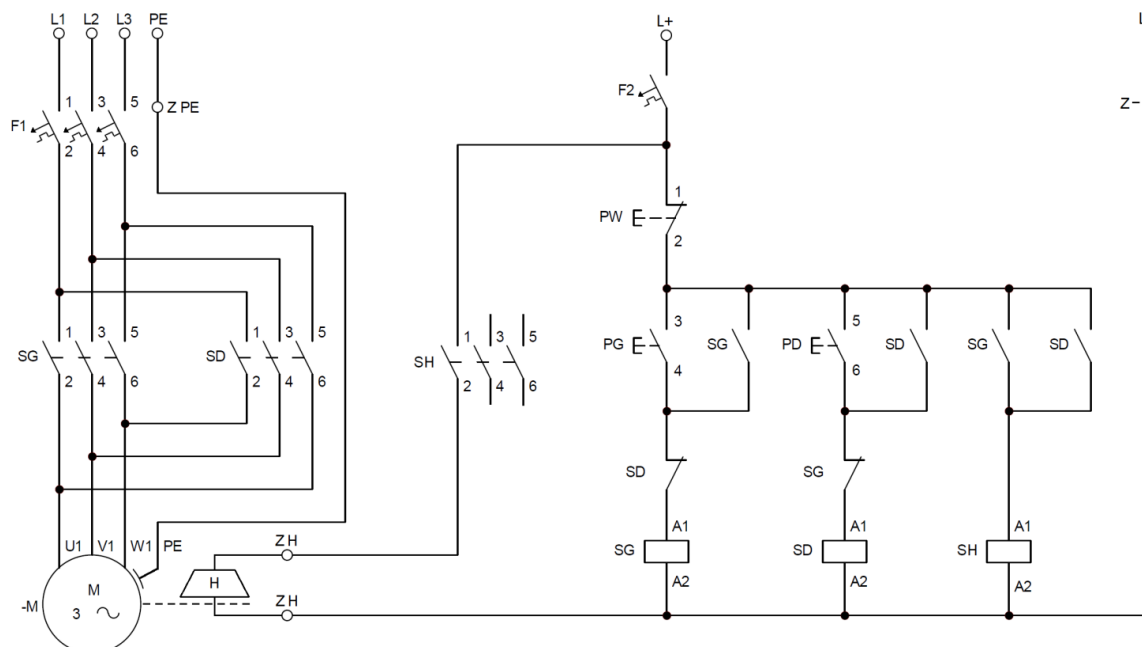 L1 L2 L3 PE L+ L
F2
Z PE Z-
1 3 5
F1
2 4 6
1
PW
2
1 3 5 1 3 5 1 3 5 3 5
SG SD SH PG SG PD SD SG SD
2 4 6 2 4 6 2 4 6 4 6
SD SG
U1 V1 W1 PE Z H A1 A1 A1
SG SD SH
M H A2 A2 A2
-M 3 Z H